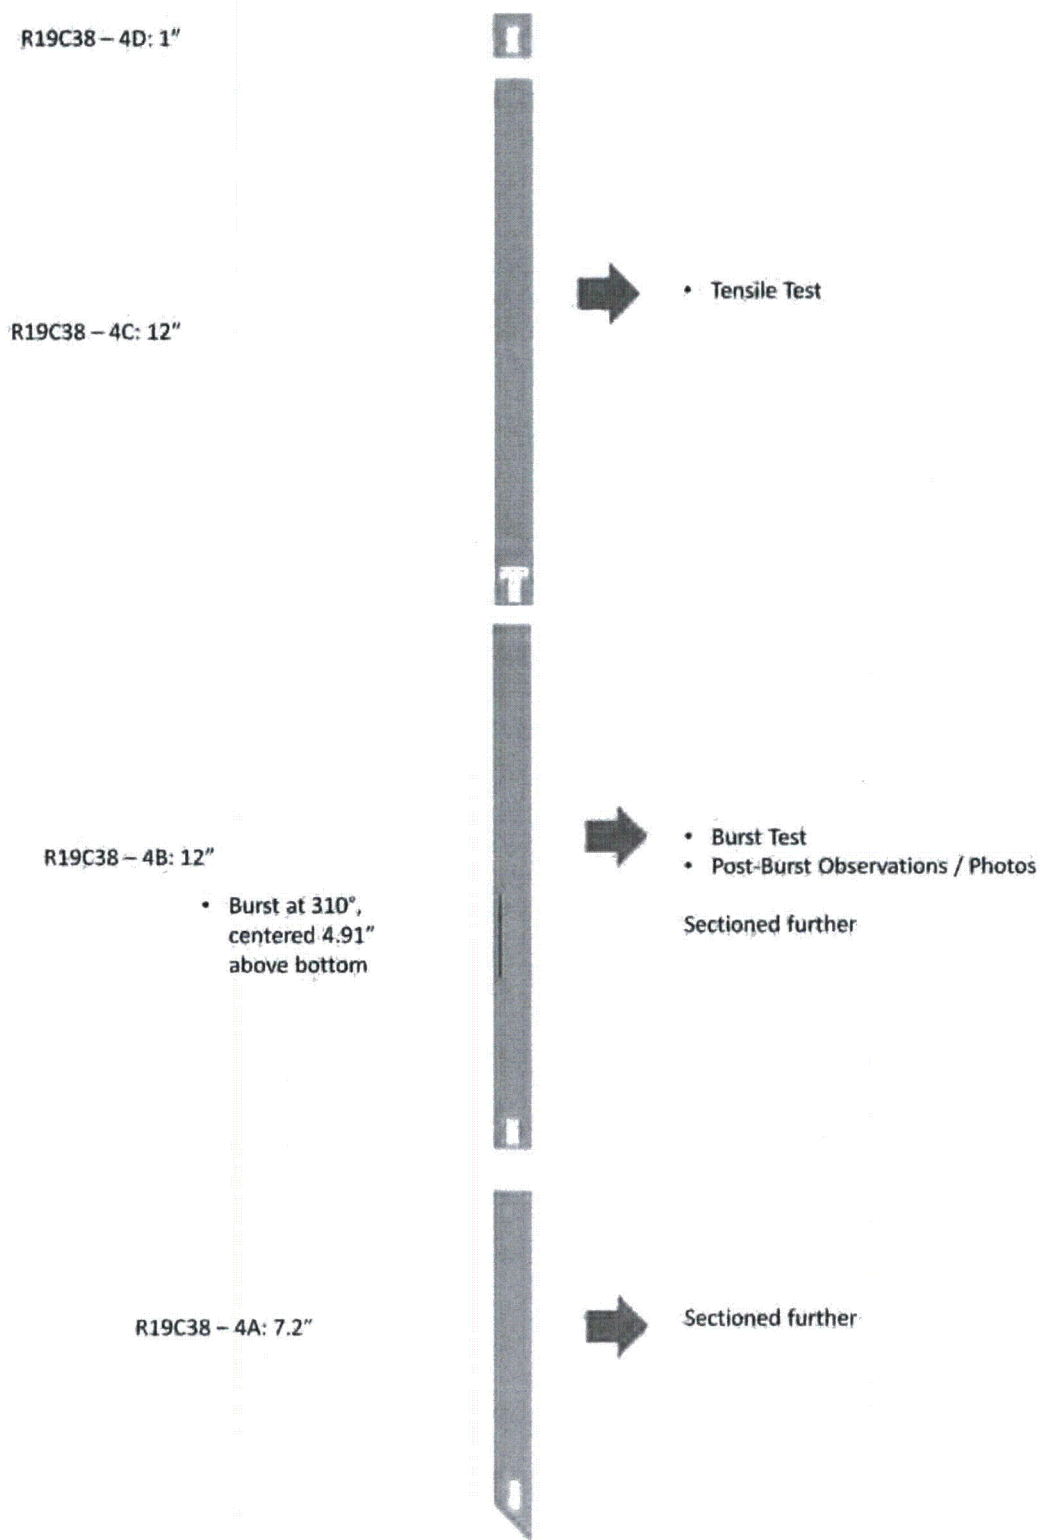 R19C38 – 4D: 1"
• Tensile Test
R19C38 – 4C: 12"
T
• Burst Test
R19C38 – 4B: 12"
• Post-Burst Observations / Photos
• Burst at 310°,
centered 4.91"
above bottom
Sectioned further
R19C38 – 4A: 7.2"
Sectioned further